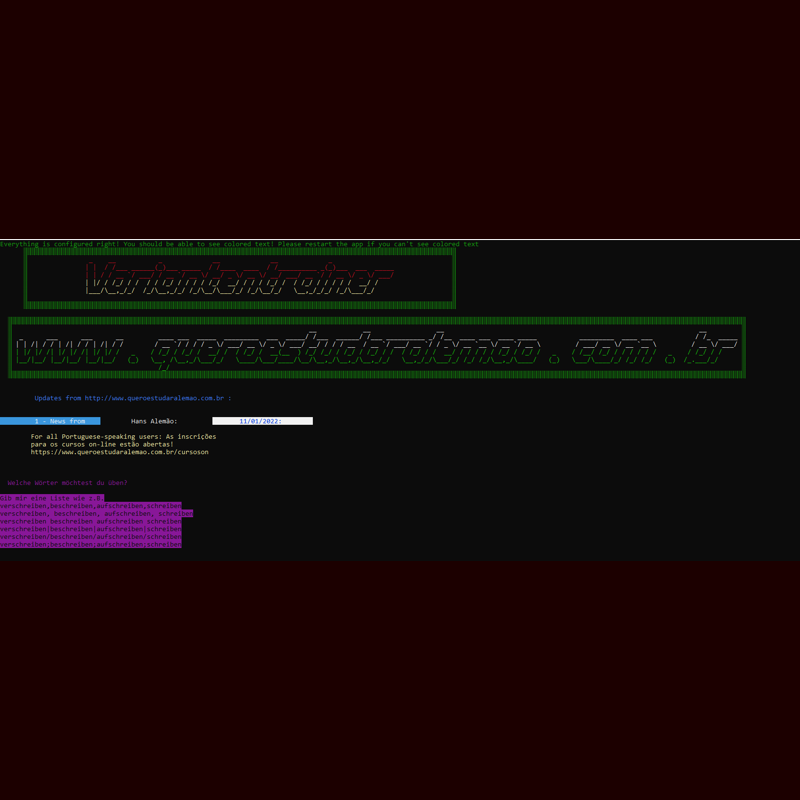 Everything is configured right! You should be able to see colored text! Please restart the app if you can't see colored text
Variantentrainer
www.queroestudaralemao.com.br
Updates from http://www.queroestudaralemao.com.br :
1 - News from Hans Alemão: 11/01/2022:
For all Portuguese-speaking users: As inscrições
para os cursos on-line estão abertas!
https://www.queroestudaralemao.com.br/cursoson
Welche Wörter möchtest du üben?
Gib mir eine Liste wie z.B.
verschreiben,beschreiben,aufschreiben,schreiben
verschreiben, beschreiben, aufschreiben, schreiben
verschreiben beschreiben aufschreiben schreiben
verschreiben|beschreiben|aufschreiben|schreiben
verschreiben/beschreiben/aufschreiben/schreiben
verschreiben;beschreiben;aufschreiben;schreiben